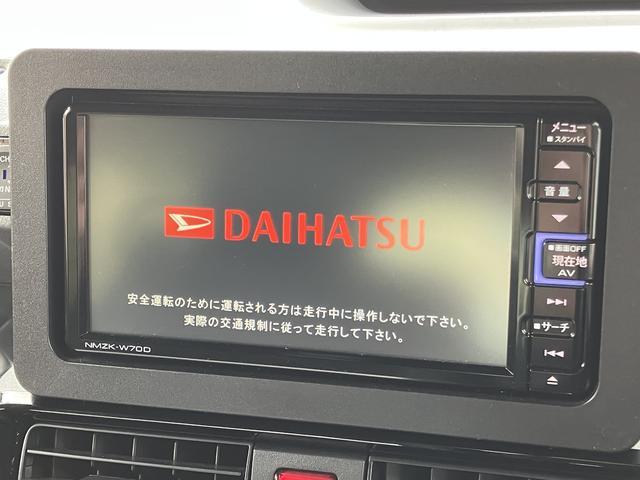 DAIHATSU
安全運転のために運転される方は走行中に操作しないで下さい。
実際の交通規制に従って走行して下さい。
NMZK-W70D
メニュー
スタンバイ
音量
画面OFF
現在地
AV
サーチ